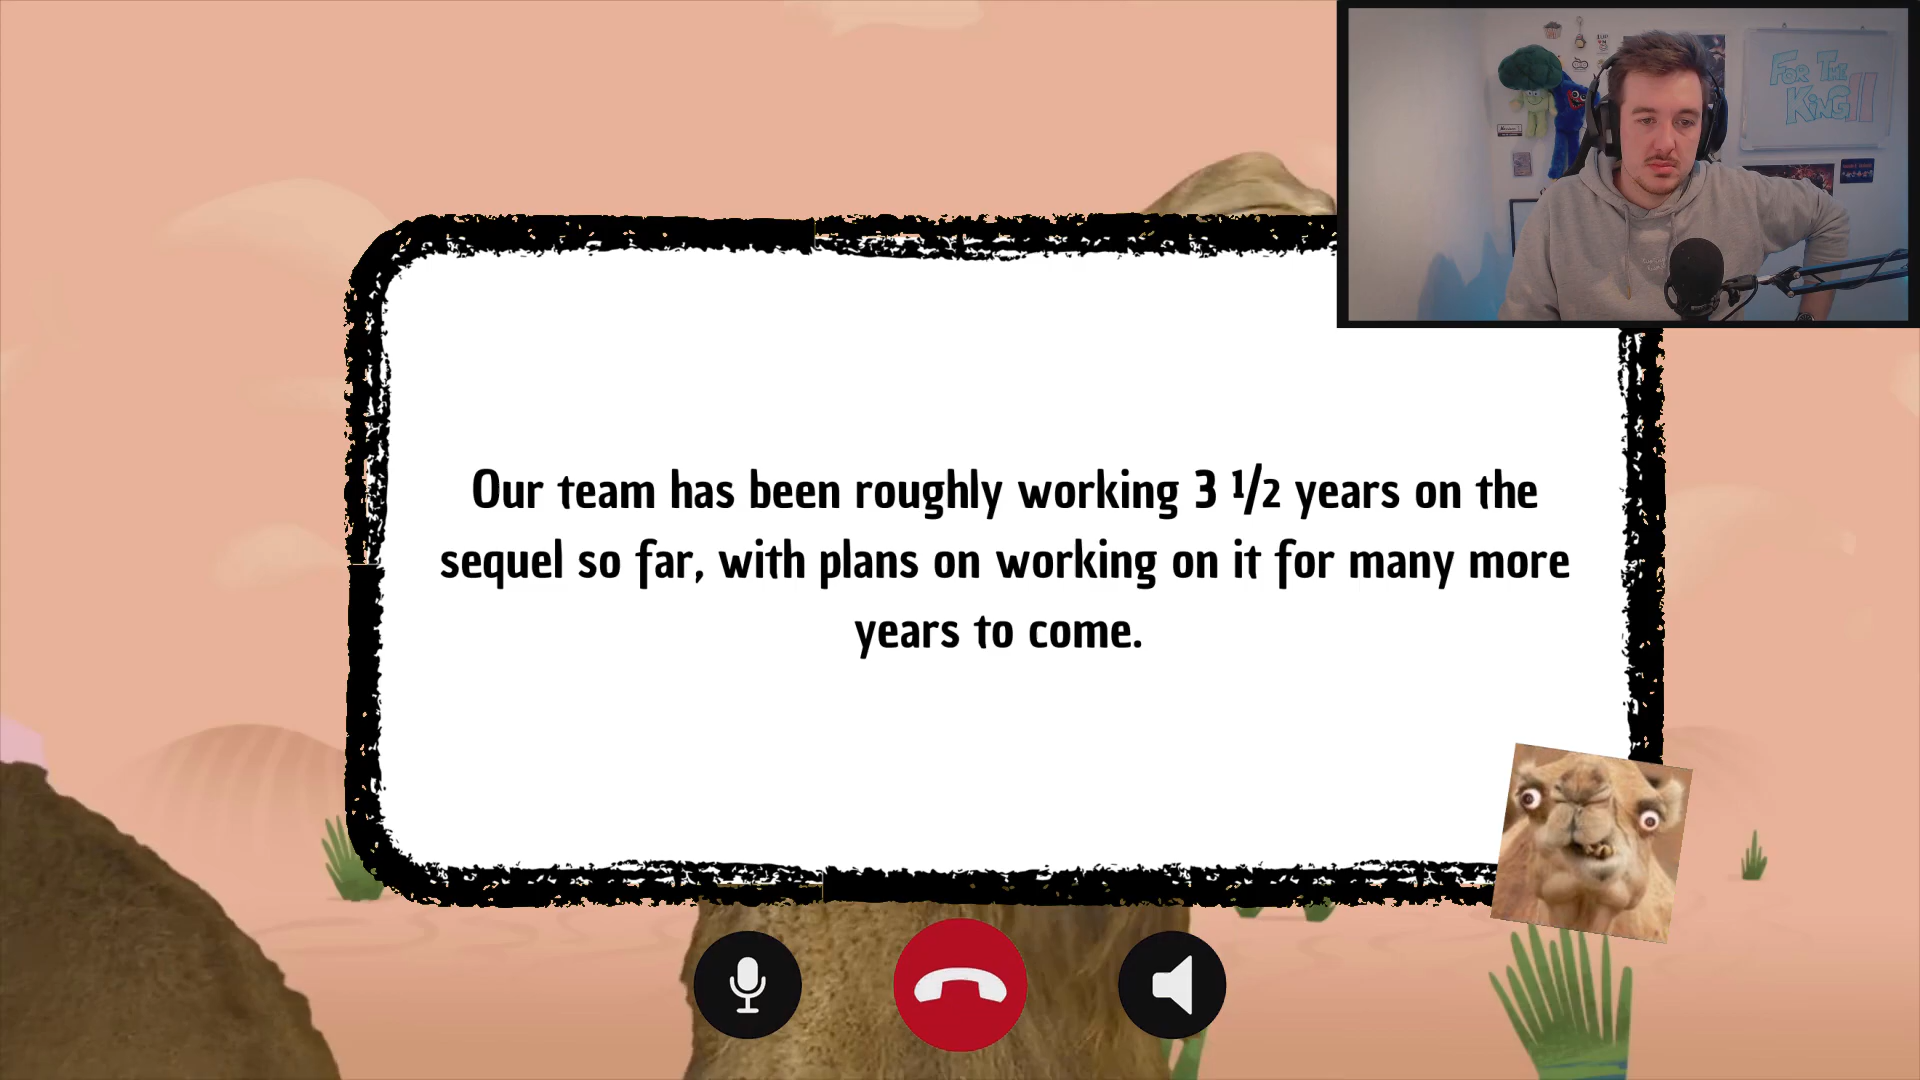 FOR THE
KING II
Our team has been roughly working 3 1/2 years on the
sequel so far, with plans on working on it for many more
years to come.